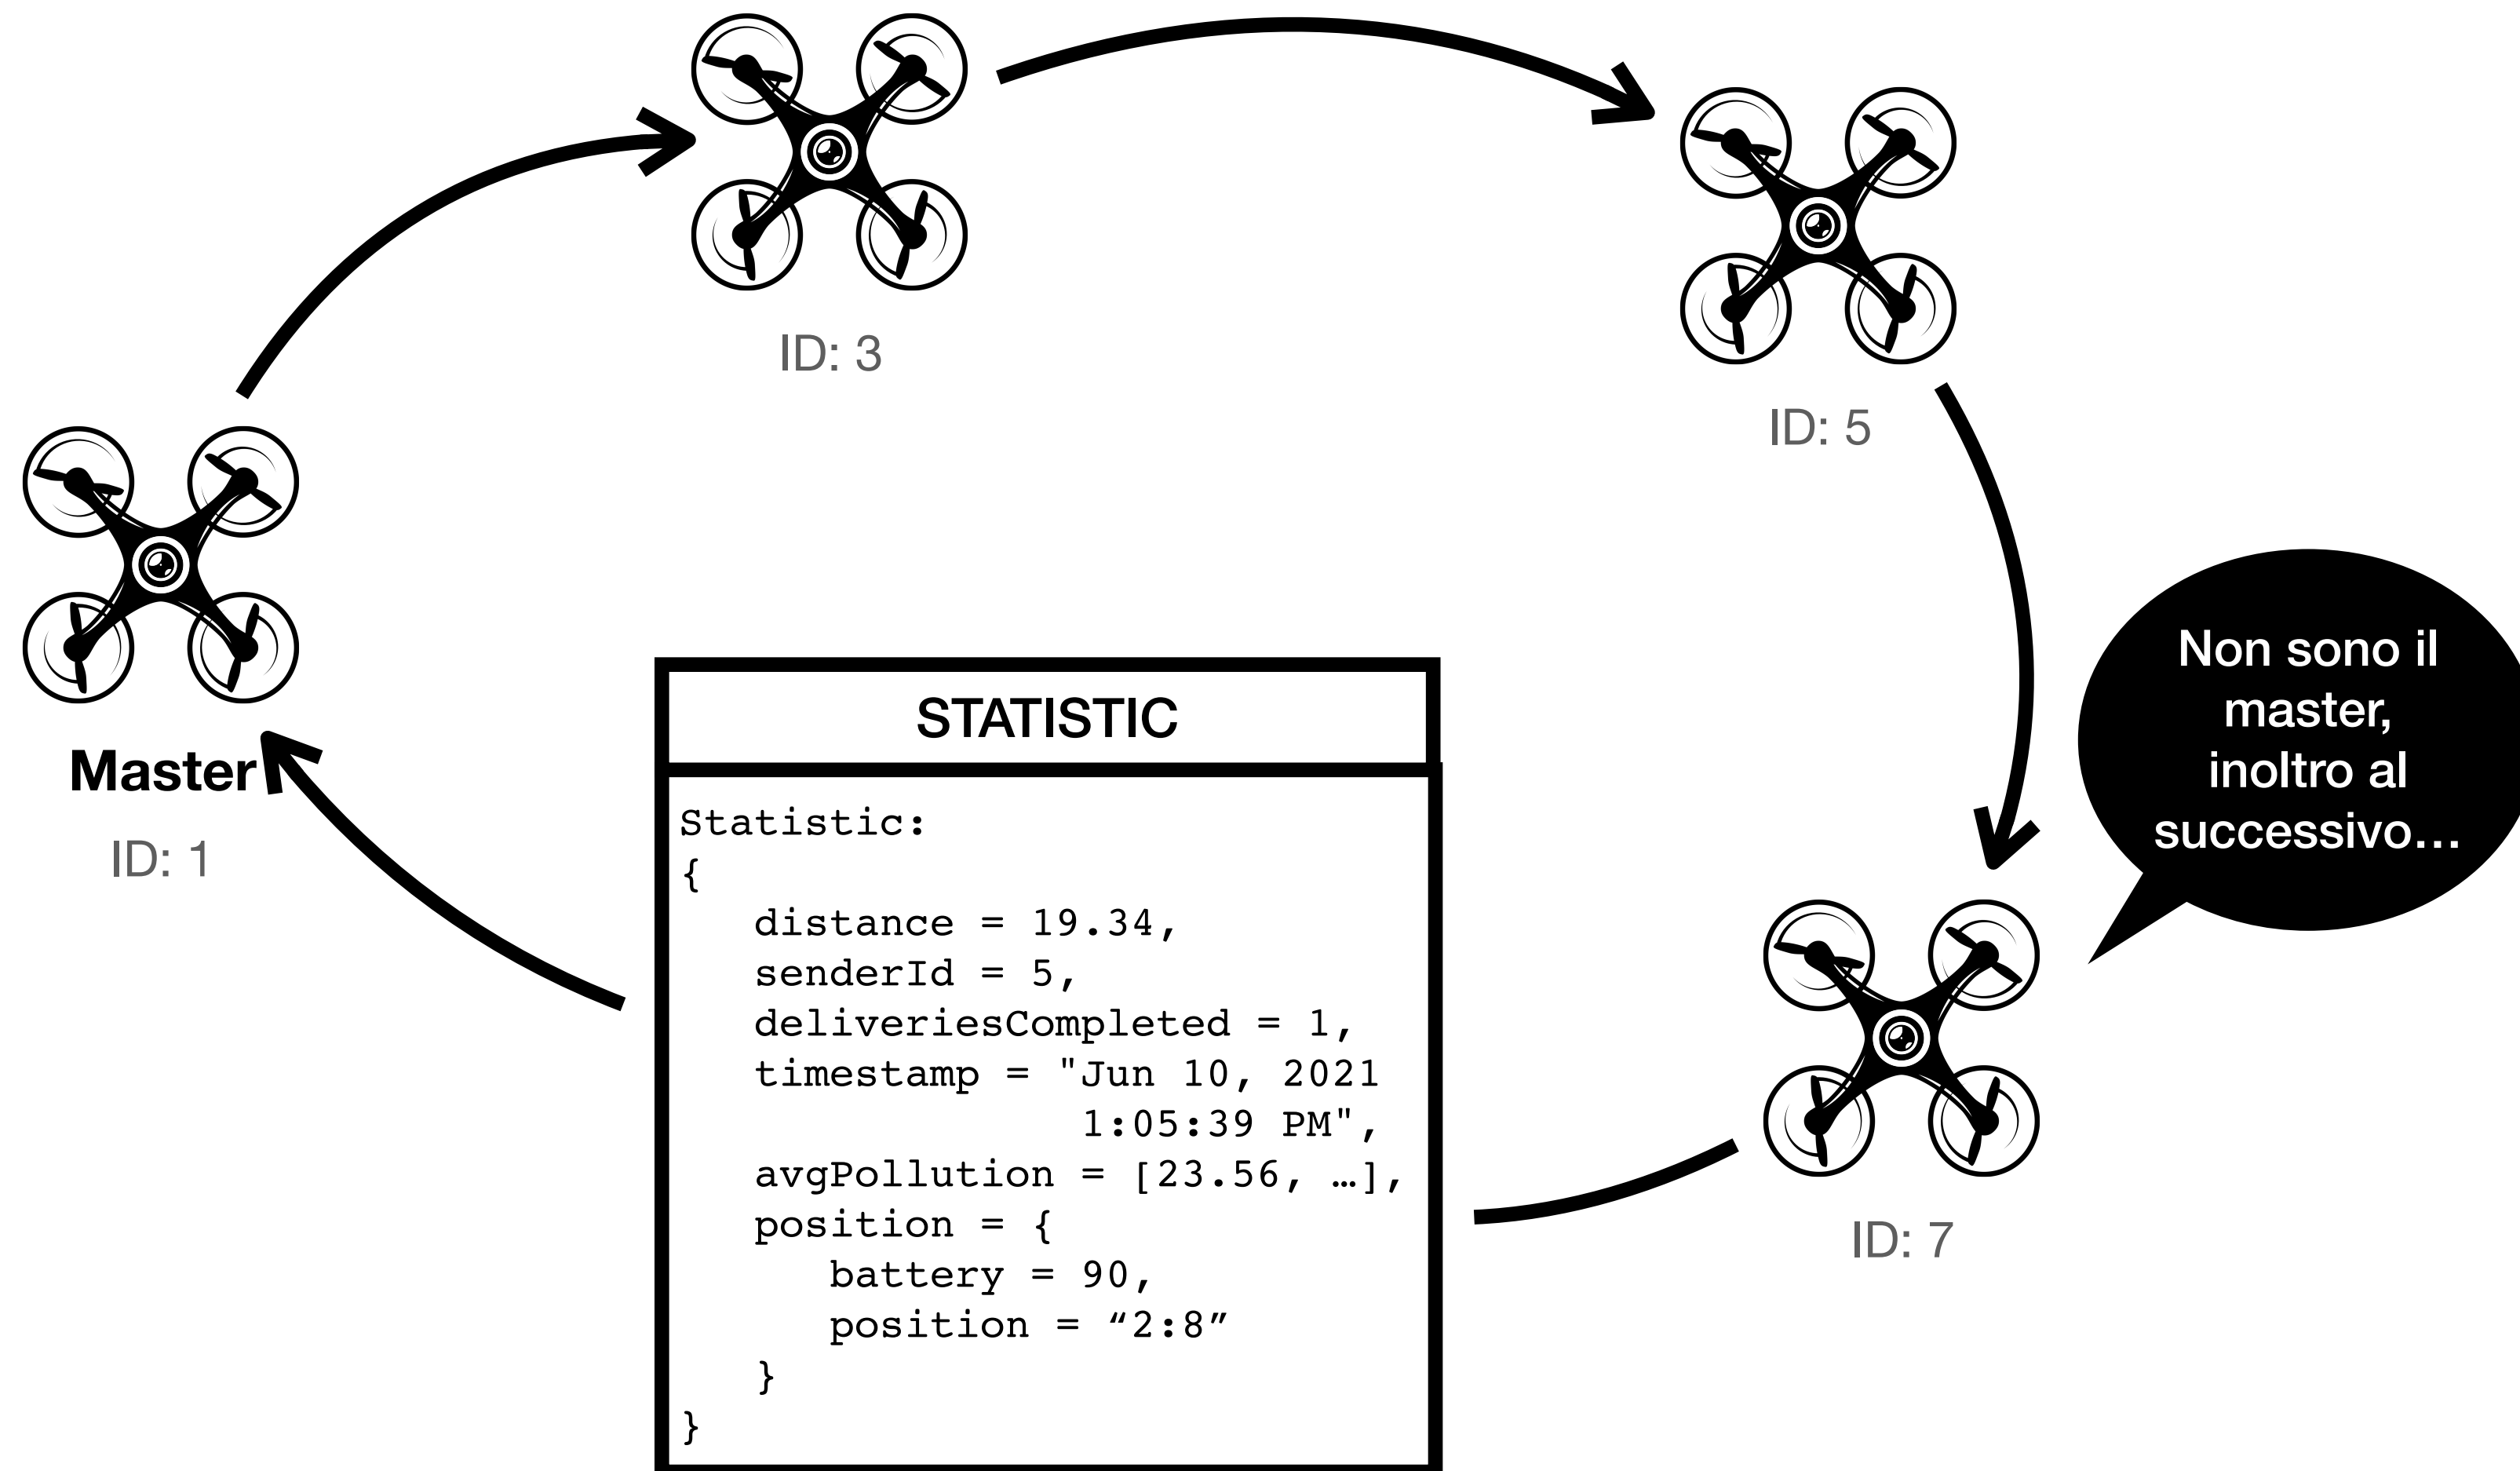 ID: 3
ID: 5
Master
ID: 1
Non sono il
master,
inoltro al
successivo…
STATISTIC
Statistic:
{
distance = 19.34,
senderId = 5,
deliveriesCompleted = 1,
timestamp = "Jun 10, 2021
1:05:39 PM",
avgPollution = [23.56, …],
position = {
battery = 90,
position = “2:8”
}
}
ID: 7